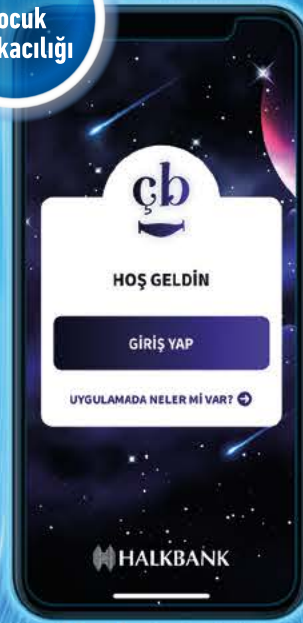 ocuk
kacılığı
çb
HOŞ GELDİN
GİRİŞ YAP
UYGULAMADA NELER Mİ VAR?
HALKBANK